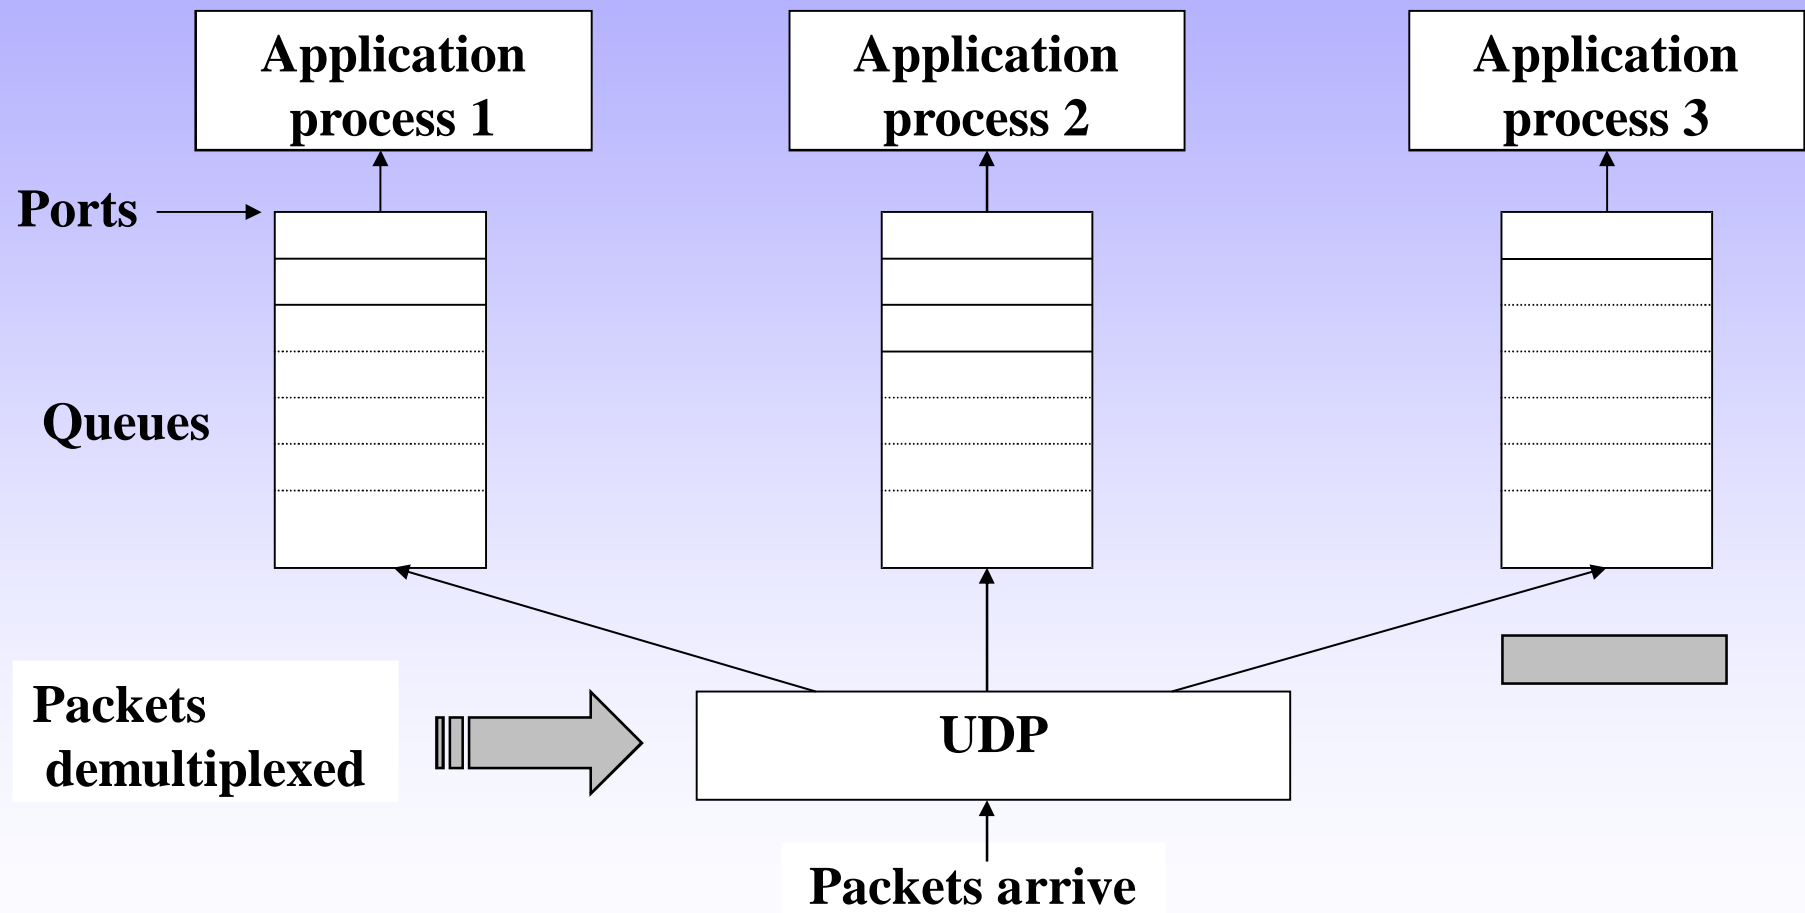 Application
process 1
Application
process 2
Application
process 3
Ports
Queues
Packets
demultiplexed
UDP
Packets arrive